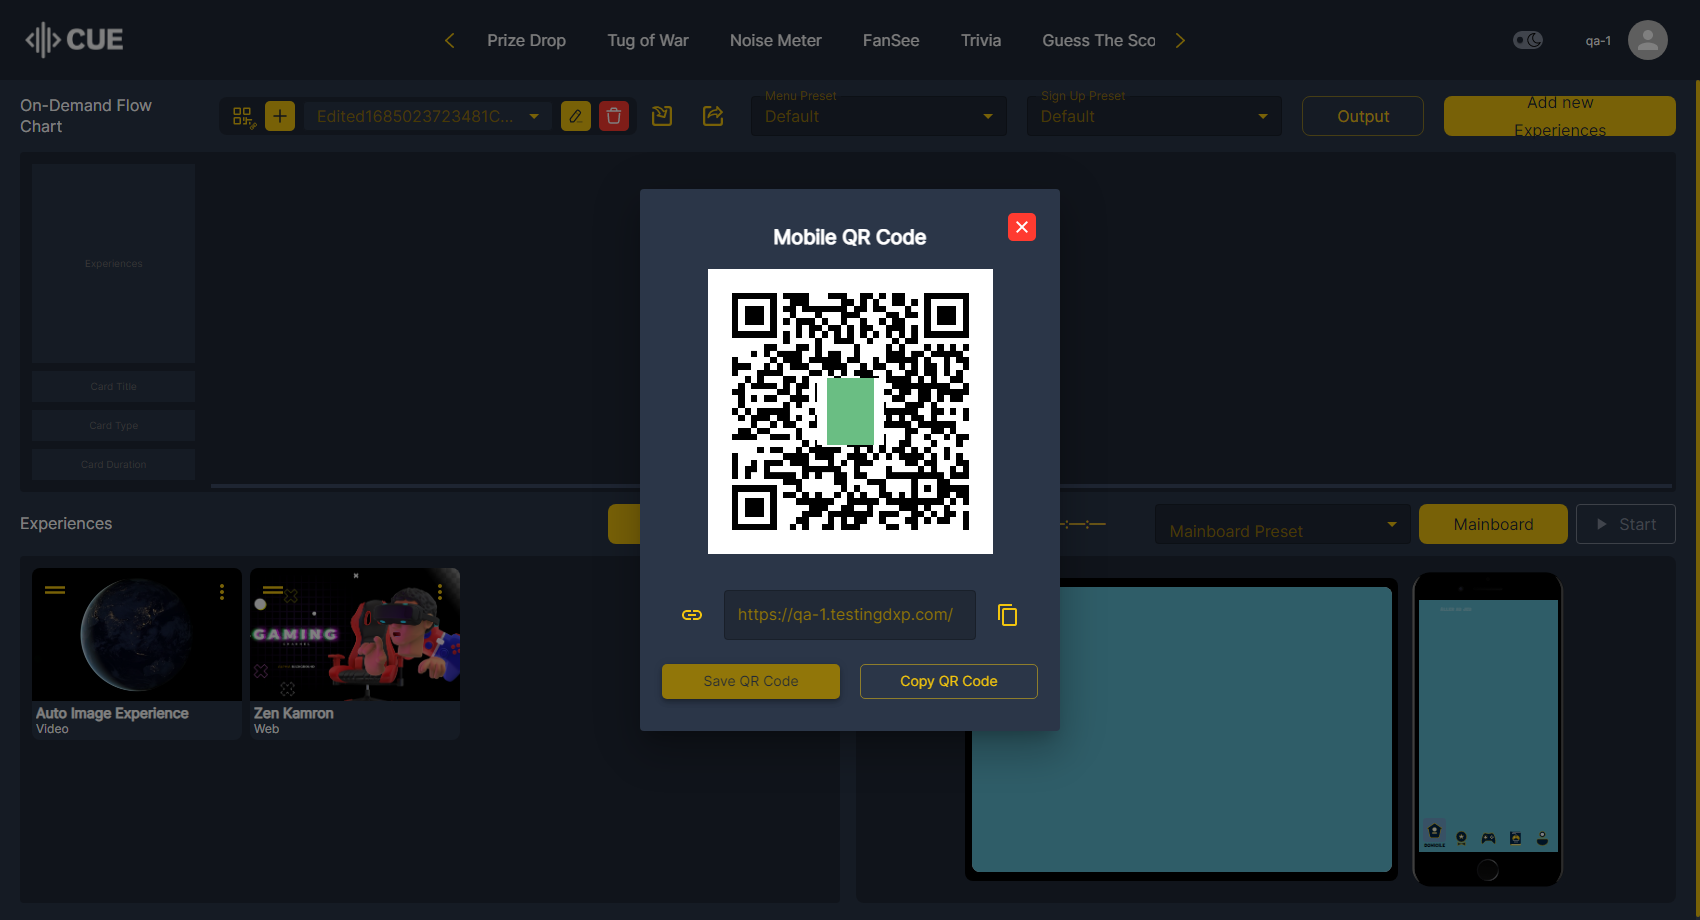 CUE
Prize Drop
Tug of War
Noise Meter
FanSee
Trivia
Guess The Sco
qa-1
On-Demand Flow
Chart
Edited1685023723481C...
Menu Preset
Default
Sign Up Preset
Default
Output
Add new
Experiences
Experiences
Card Title
Card Type
Card Duration
Mobile QR Code
https://qa-1.testingdxp.com/
Save QR Code
Copy QR Code
Experiences
—:—:—
Mainboard Preset
Mainboard
Start
GAMING
Auto Image Experience
Video
Zen Kamron
Web